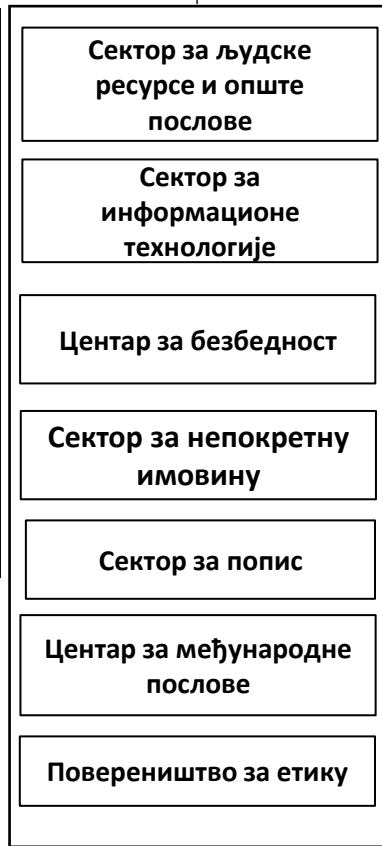 Сектор за људске
ресурсе и опште
послове
Сектор за
информационе
технологије
Центар за безбедност
Сектор за непокретну
имовину
Сектор за попис
Центар за међународне
послове
Повереништво за етику